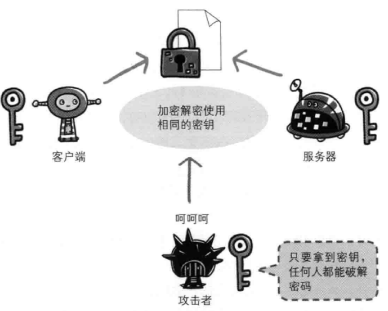 加密解密使用
相同的密钥
客户端
服务器
呵呵呵
只要拿到密钥，
任何人都能破解
密码
攻击者